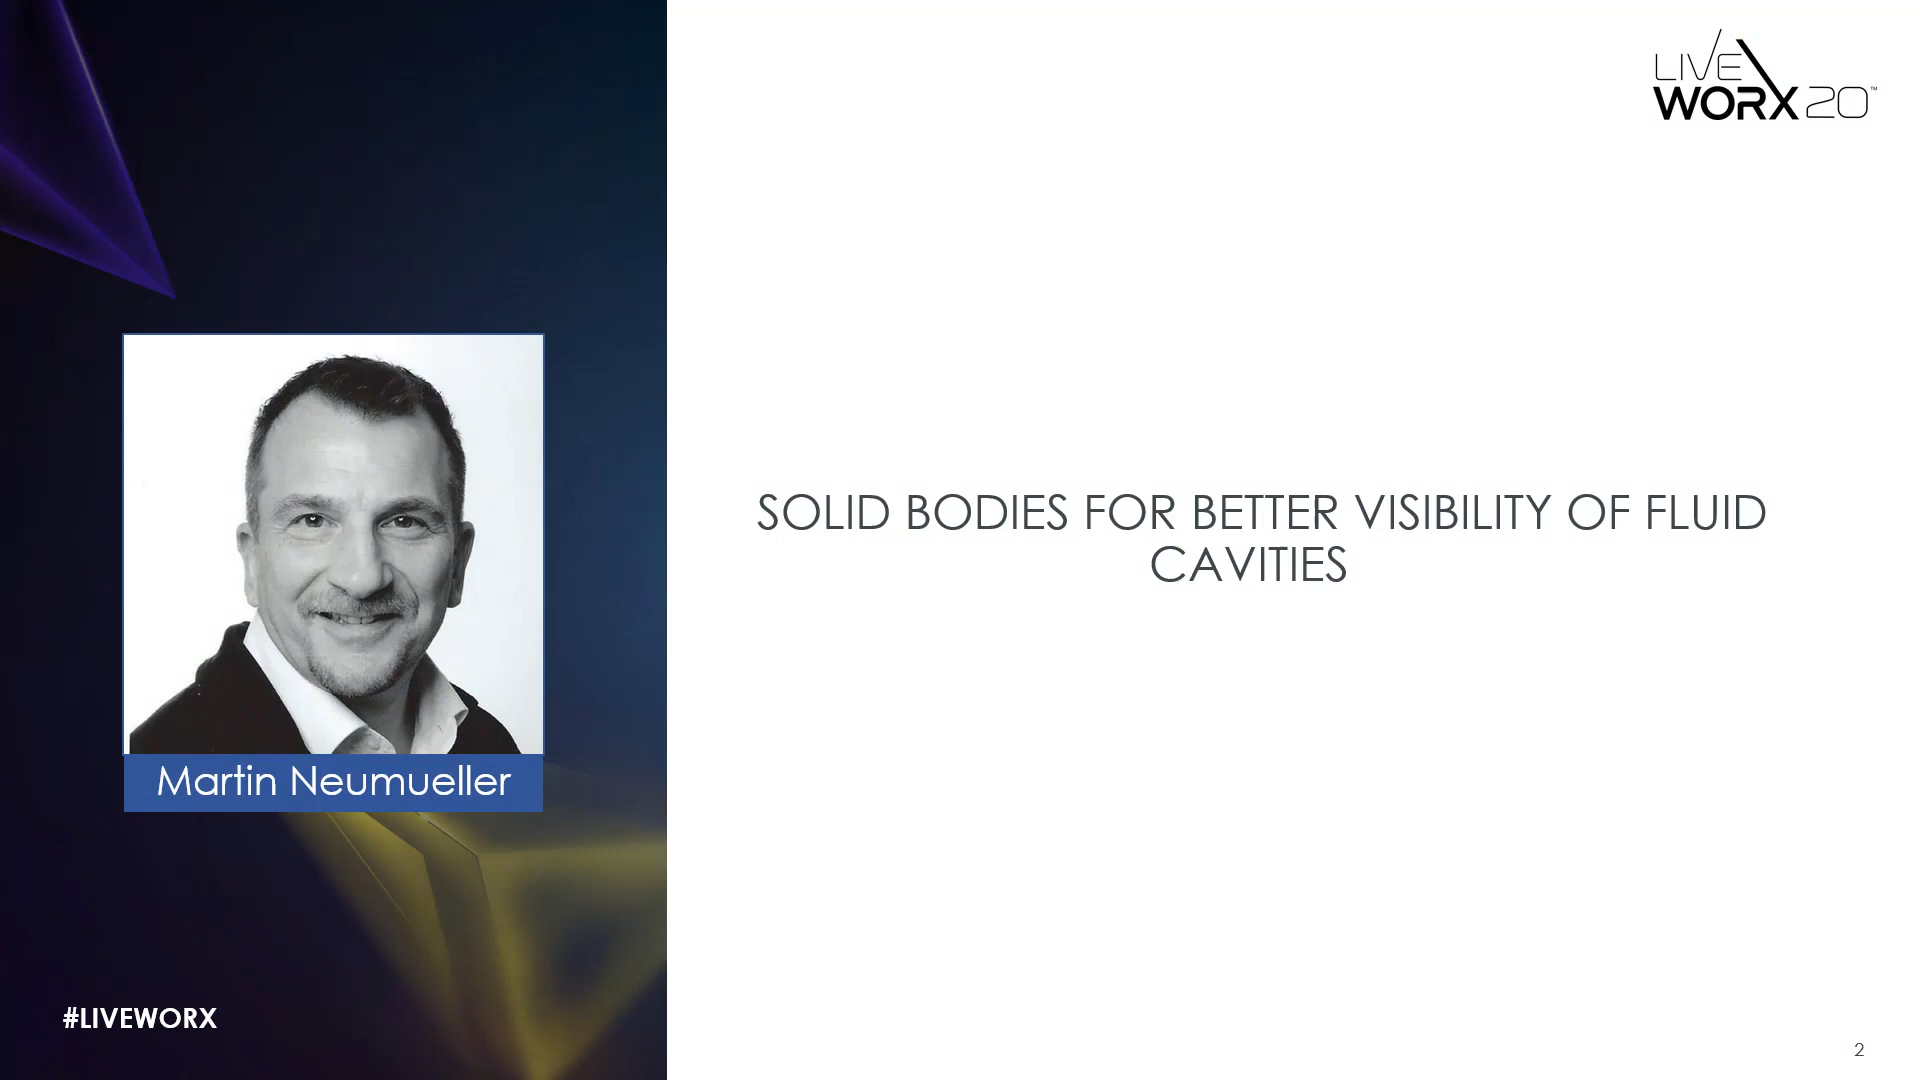 LIVE
WORX 20™
SOLID BODIES FOR BETTER VISIBILITY OF FLUID
CAVITIES
Martin Neumueller
#LIVEWORX
2